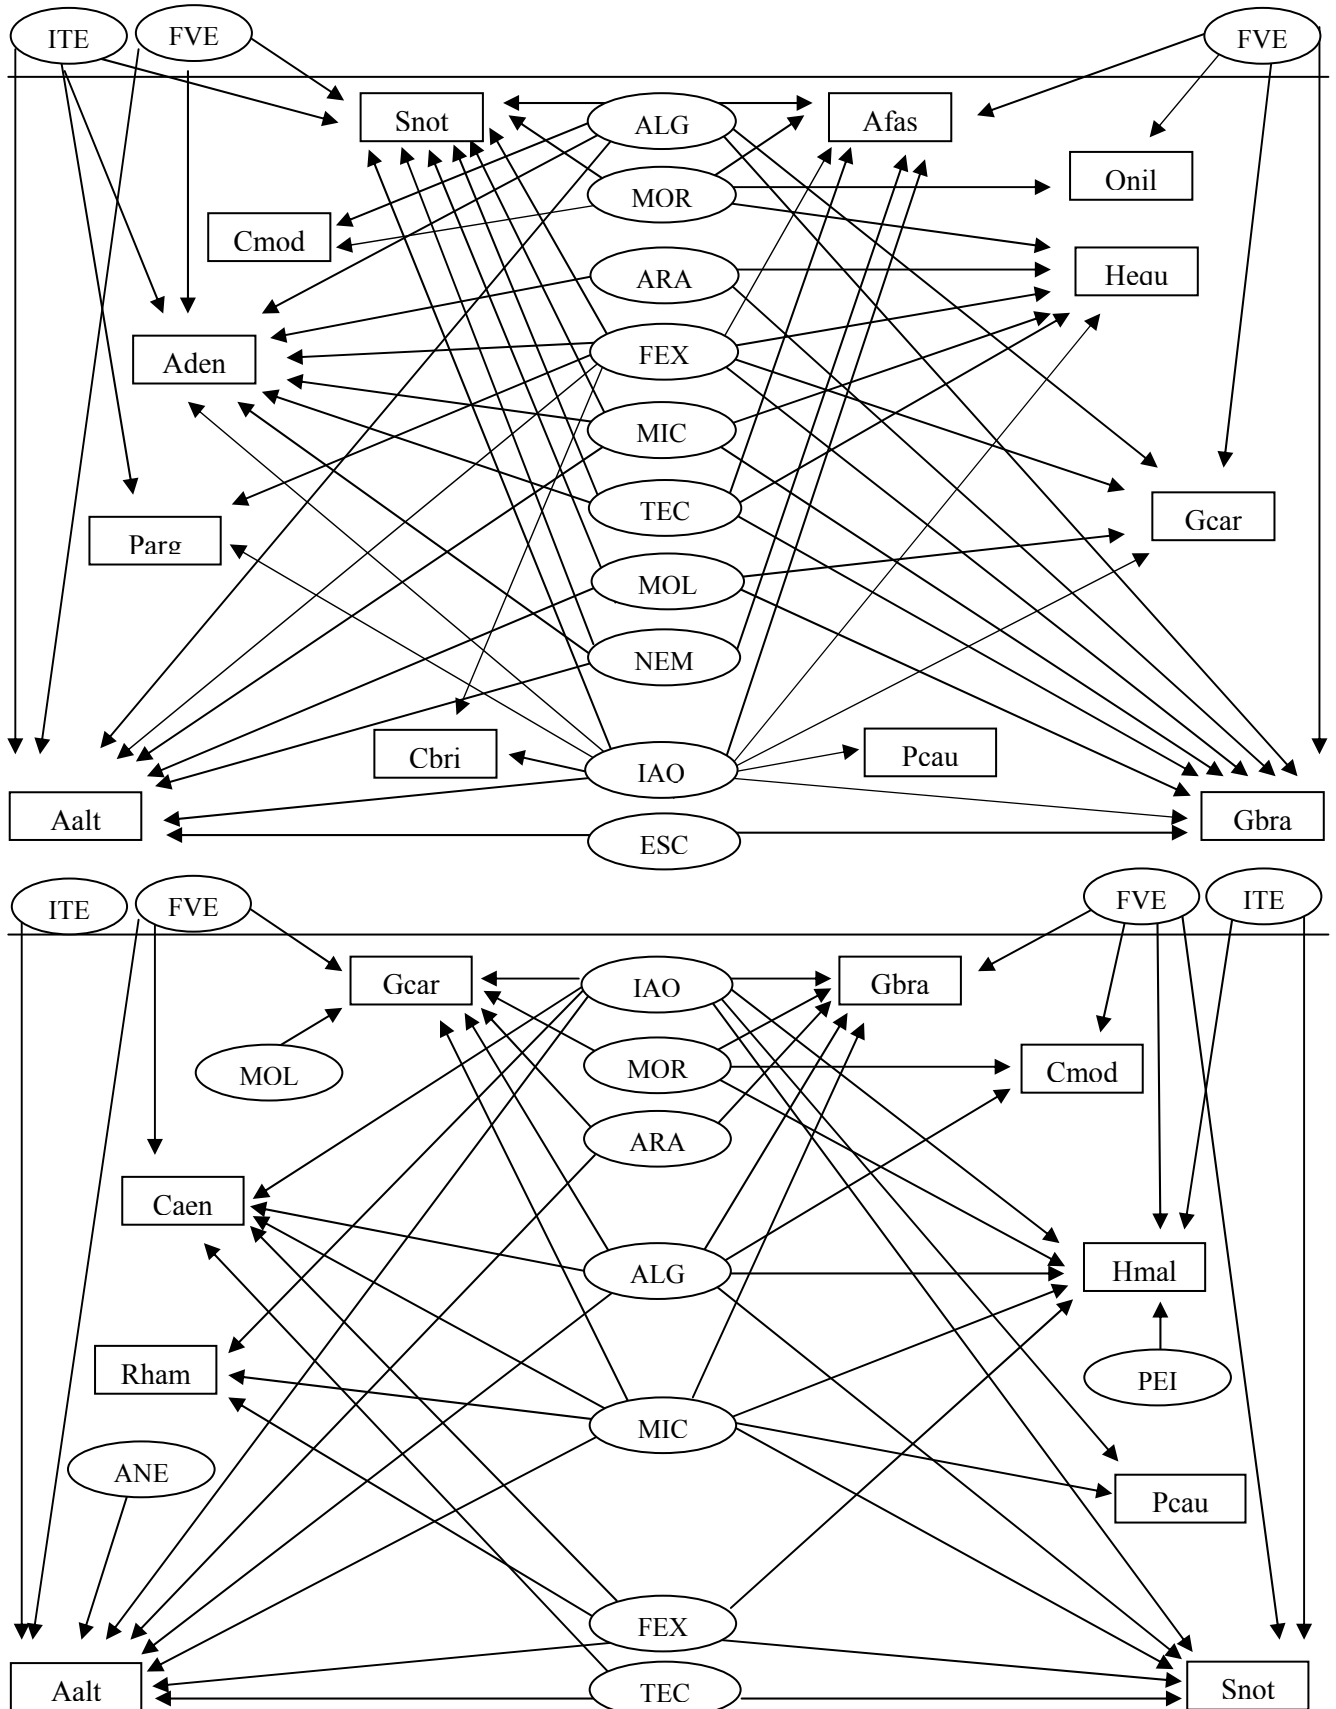 ITE FVE FVE
Snot ALG Afas
MOR Onil
Cmod
ARA Hequ
Aden FEX
MIC
TEC Gcar
Parg
MOL
NEM
Cbri IAO Pcau
Aalt Gbra
ESC
ITE FVE FVE ITE
Gcar IAO Gbra
MOL MOR Cmod
ARA
Caen
ALG Hmal
Rham PEI
MIC
ANE
Pcau
FEX
Aalt TEC Snot